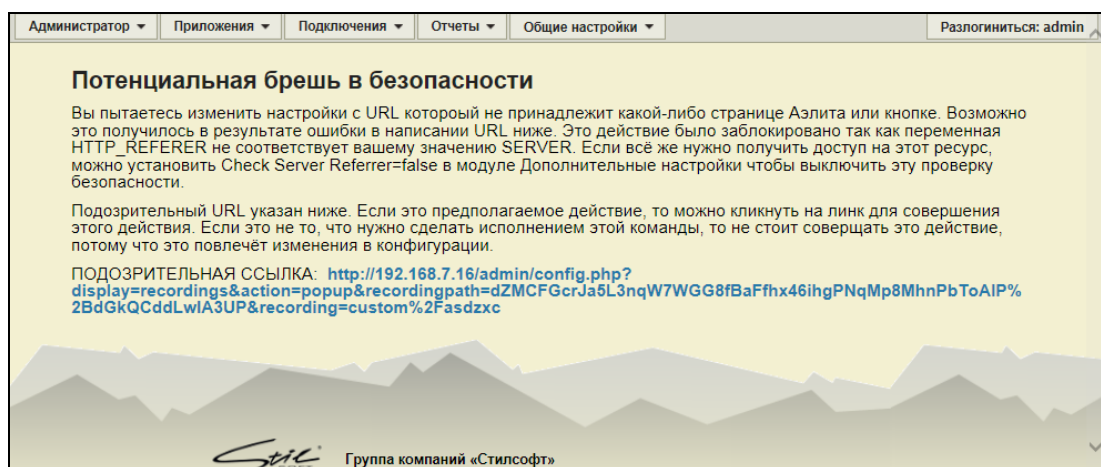 Администратор Приложения Подключения Отчеты Общие настройки Разлогиниться: admin
Потенциальная брешь в безопасности
Вы пытаетесь изменить настройки с URL котороый не принадлежит какой-либо странице Аэлита или кнопке. Возможно
это получилось в результате ошибки в написании URL ниже. Это действие было заблокировано так как переменная
HTTP_REFERER не соответствует вашему значению SERVER. Если всё же нужно получить доступ на этот ресурс,
можно установить Check Server Referrer=false в модуле Дополнительные настройки чтобы выключить эту проверку
безопасности.
Подозрительный URL указан ниже. Если это предполагаемое действие, то можно кликнуть на линк для совершения
этого действия. Если это не то, что нужно сделать исполнением этой команды, то не стоит соверщать это действие,
потому что это повлечёт изменения в конфигурации.
ПОДОЗРИТЕЛЬНАЯ ССЫЛКА: http://192.168.7.16/admin/config.php?
display=recordings&action=popup&recordingpath=dZMCFGcrJa5L3nqW7WGG8fBaFfhx46ihgPNqMp8MhnPbToAIP%
2BdGkQCddLwIA3UP&recording=custom%2Fasdzxc
Stil
Группа компаний «Стилсофт»